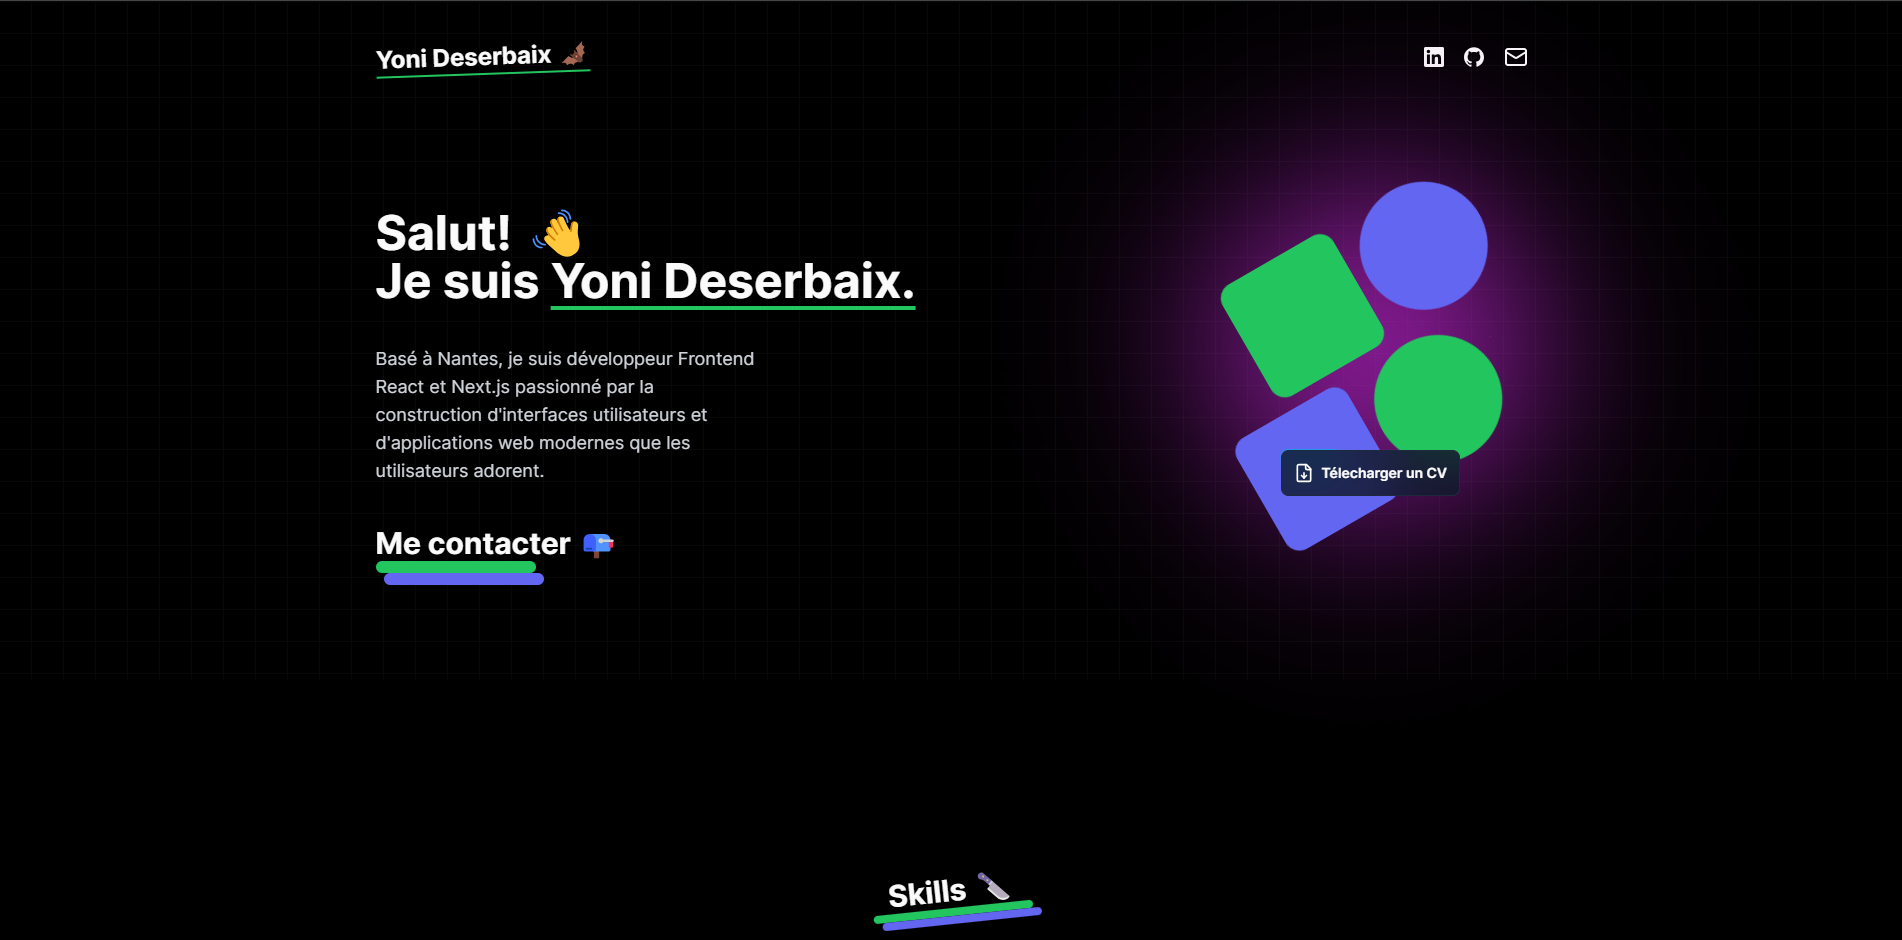 Yoni Deserbaix
Salut!
Je suis Yoni Deserbaix.
Basé à Nantes, je suis développeur Frontend
React et Next.js passionné par la
construction d'interfaces utilisateurs et
d'applications web modernes que les
utilisateurs adorent.
Télecharger un CV
Me contacter
Skills